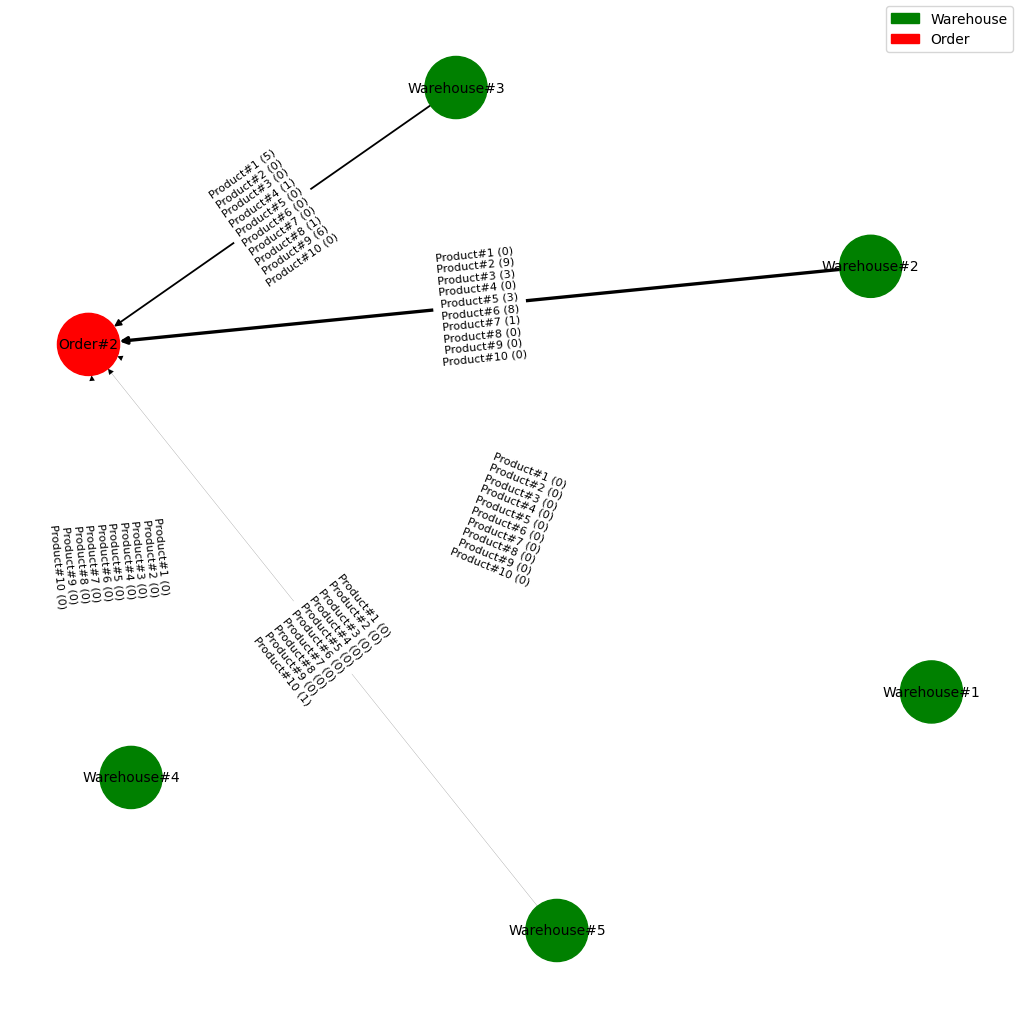 Warehouse
Order
Warehouse#3
Product#1 (5)
Product#2 (0)
Product#3 (0)
Product#4 (1)
Product#5 (0)
Product#6 (0)
Product#7 (0)
Product#8 (1)
Product#9 (6)
Product#10 (0)
Product#1 (0)
Product#2 (9)
Product#3 (3)
Product#4 (0)
Product#5 (3)
Product#6 (8)
Product#7 (1)
Product#8 (0)
Product#9 (0)
Product#10 (0)
Warehouse#2
Order#2
Product#1 (0)
Product#2 (0)
Product#3 (0)
Product#4 (0)
Product#5 (0)
Product#6 (0)
Product#7 (0)
Product#8 (0)
Product#9 (0)
Product#10 (0)
Product#1 (0)
Product#2 (0)
Product#3 (0)
Product#4 (0)
Product#5 (0)
Product#6 (0)
Product#7 (0)
Product#8 (0)
Product#9 (0)
Product#10 (0)
Product#1 (0)
Product#2 (0)
Product#3 (0)
Product#4 (0)
Product#5 (0)
Product#6 (0)
Product#7 (0)
Product#8 (0)
Product#9 (0)
Product#10 (1)
Warehouse#1
Warehouse#4
Warehouse#5